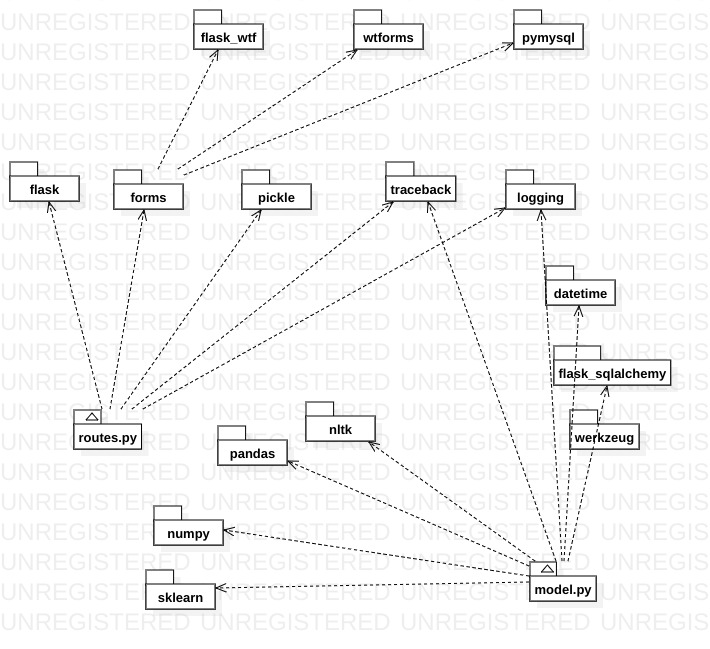 UNREGISTERED UNREGISTERED UNREGISTERED UNREGIS
flask_wtf
wtforms
pymysql
flask
forms
pickle
traceback
logging
datetime
flask_sqlalchemy
routes.py
nltk
werkzeug
pandas
numpy
model.py
sklearn